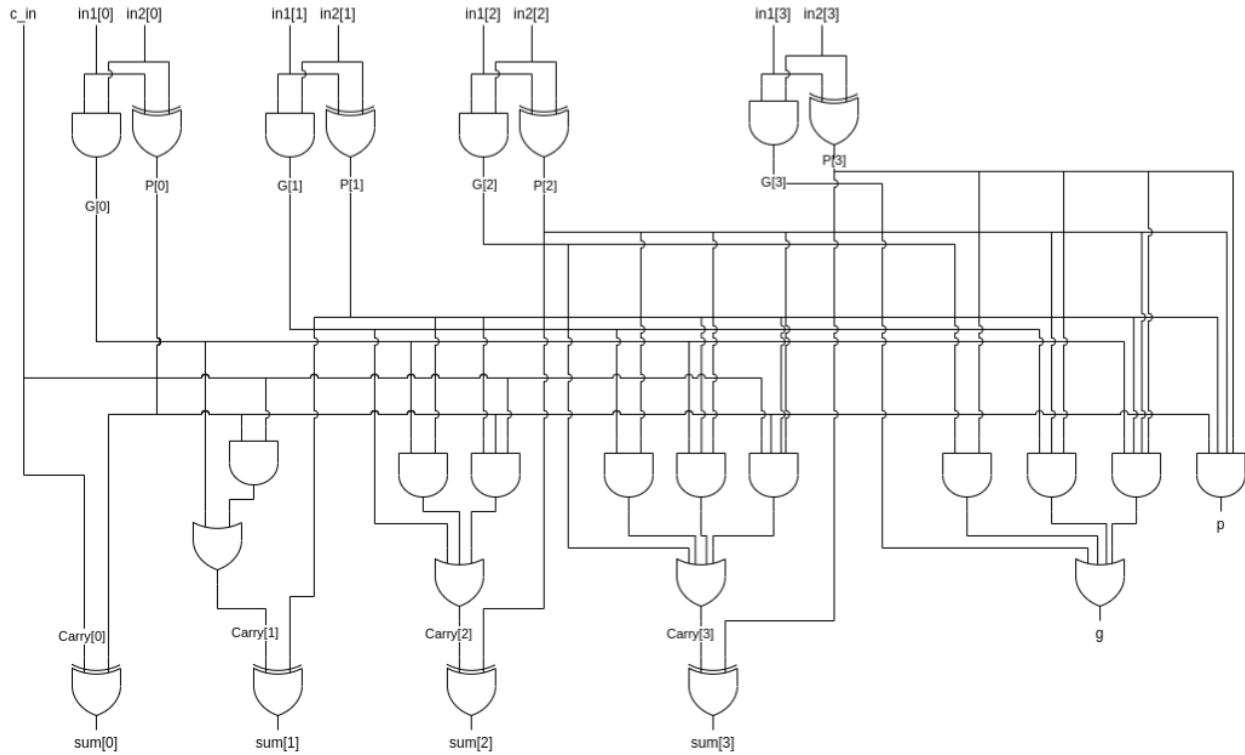 c_in in1[0] in2[0] in1[1] in2[1] in1[2] in2[2] in1[3] in2[3]
P[3]
G[3]
P[0] G[1] P[1] G[2] P[2]
G[0]
p
Carry[0] Carry[1] Carry[2] Carry[3] g
sum[0] sum[1] sum[2] sum[3]